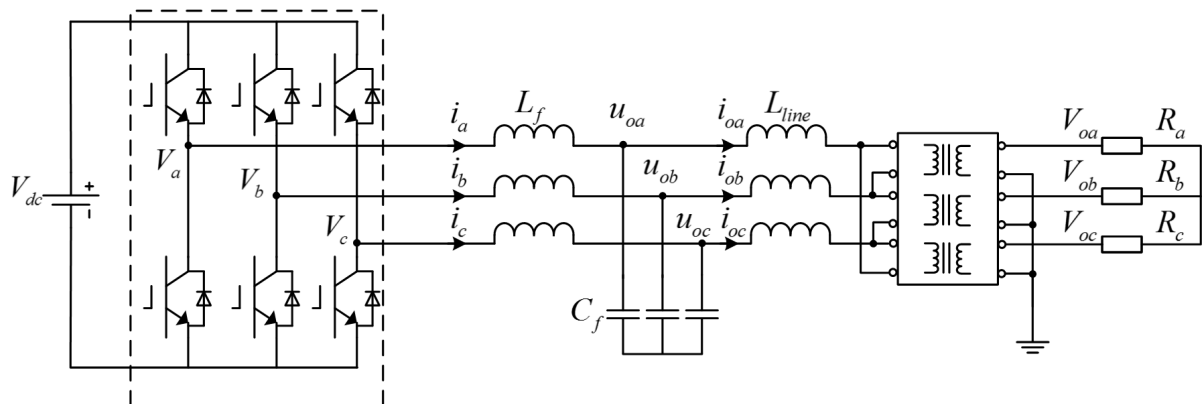 V_dc
V_a
V_b
V_c
i_a
i_b
i_c
L_f
u_oa
u_ob
u_oc
C_f
i_oa
i_ob
i_oc
L_line
V_oa
V_ob
V_oc
R_a
R_b
R_c